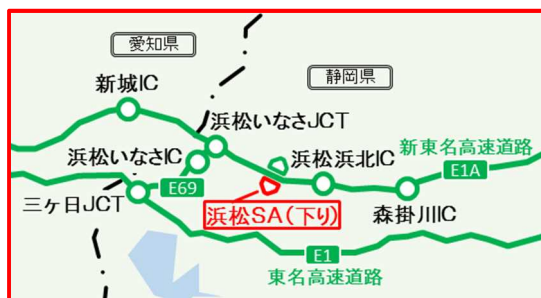 愛知県
静岡県
新城IC
浜松いなさJCT
浜松いなさIC
浜松浜北IC
新東名高速道路
E1A
E69
三ヶ日JCT
浜松SA(下り)
森掛川IC
E1
東名高速道路